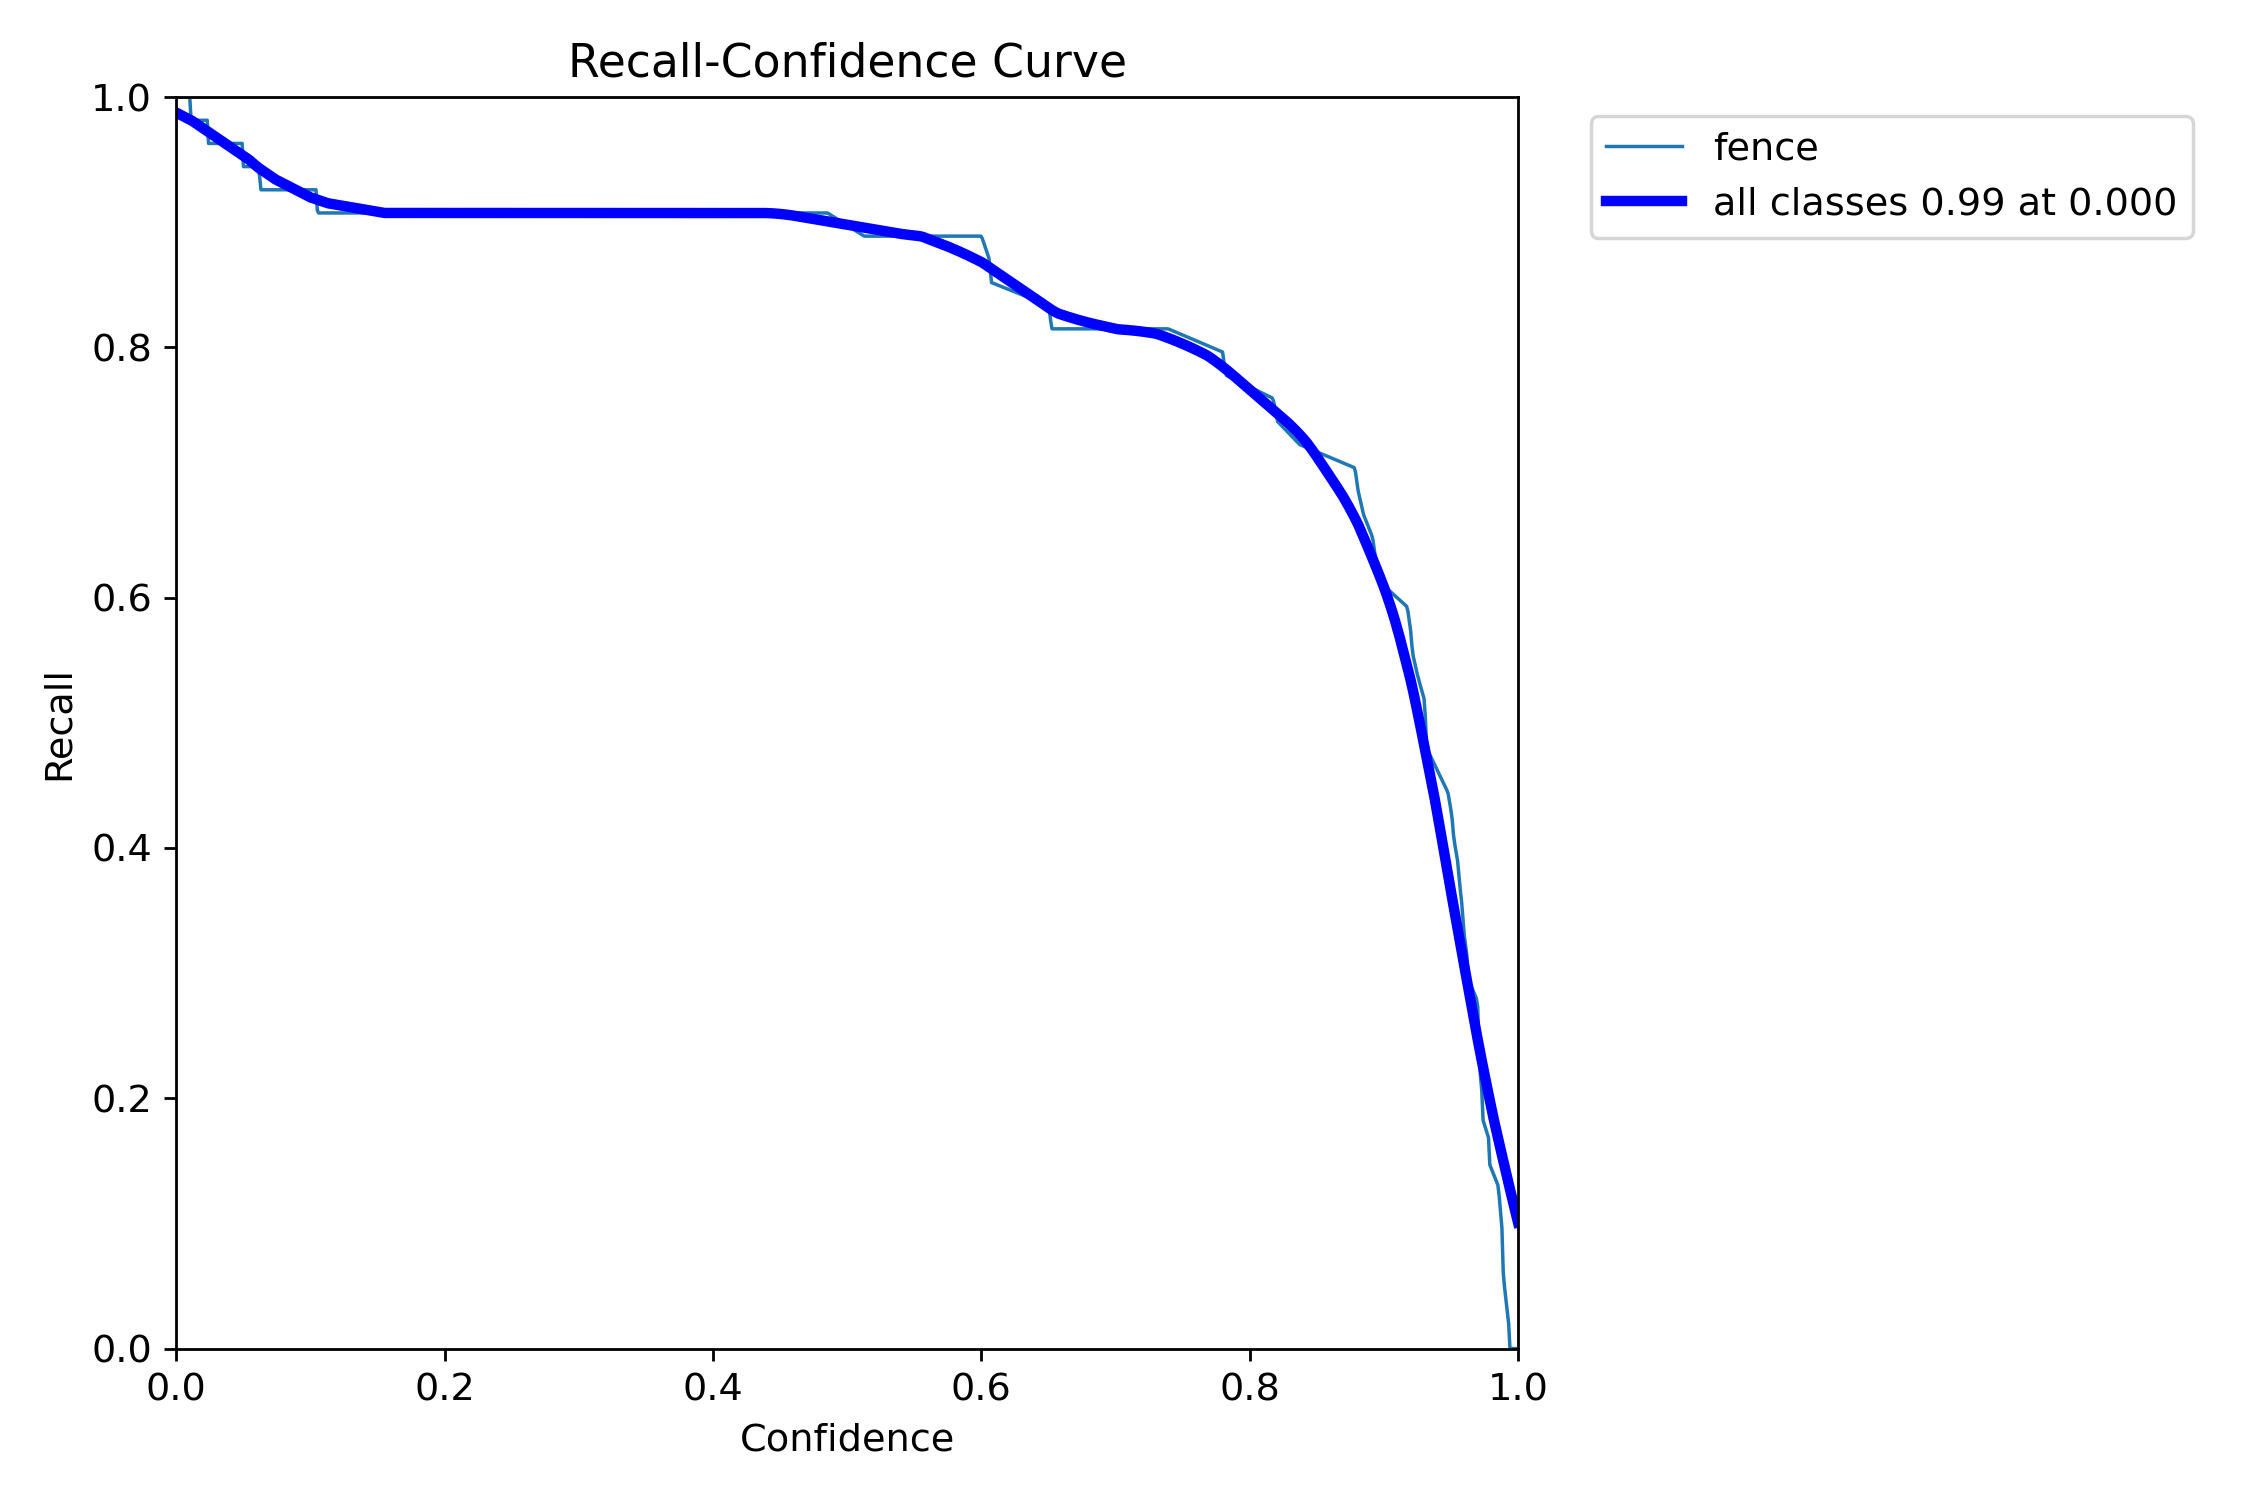 Recall-Confidence Curve
fence
all classes 0.99 at 0.000
1.0
0.8
0.6
0.4
0.2
0.0
Recall
0.0 0.2 0.4 0.6 0.8 1.0
Confidence